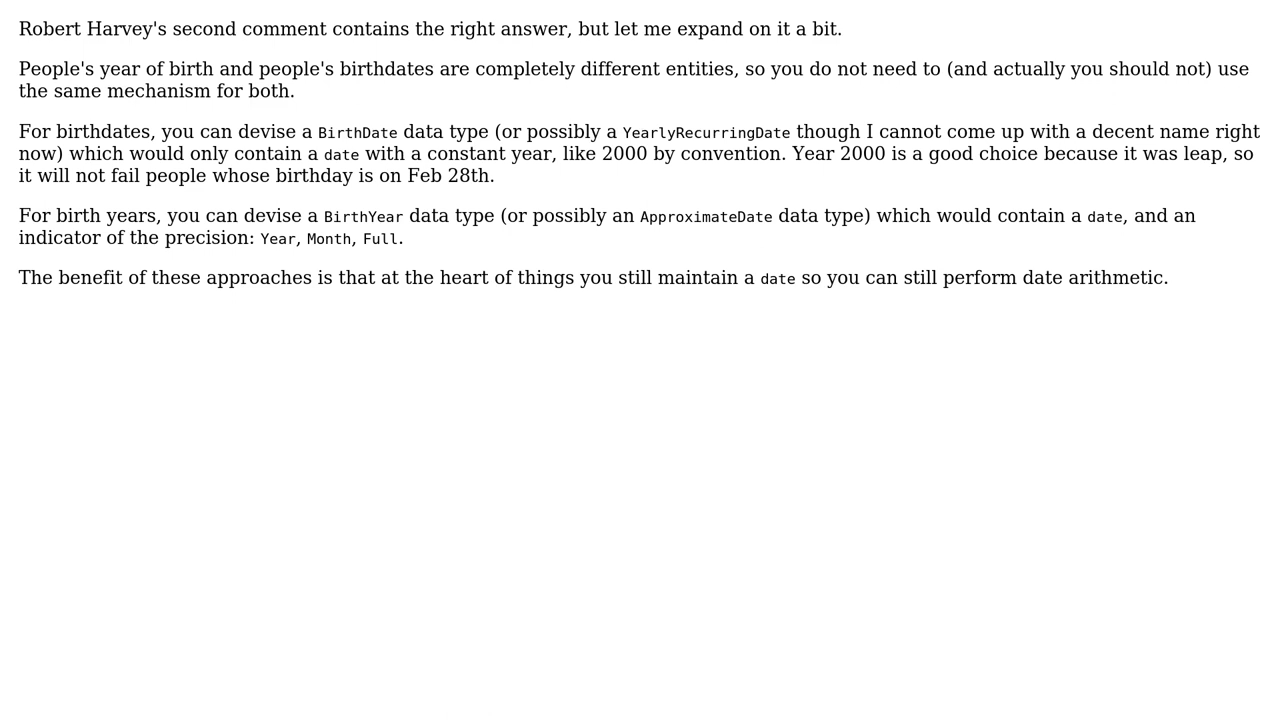 Robert Harvey's second comment contains the right answer, but let me expand on it a bit.
People's year of birth and people's birthdates are completely different entities, so you do not need to (and actually you should not) use
the same mechanism for both.
For birthdates, you can devise a BirthDate data type (or possibly a YearlyRecurringDate though I cannot come up with a decent name right
now) which would only contain a date with a constant year, like 2000 by convention. Year 2000 is a good choice because it was leap, so
it will not fail people whose birthday is on Feb 28th.
For birth years, you can devise a BirthYear data type (or possibly an ApproximateDate data type) which would contain a date, and an
indicator of the precision: Year, Month, Full.
The benefit of these approaches is that at the heart of things you still maintain a date so you can still perform date arithmetic.